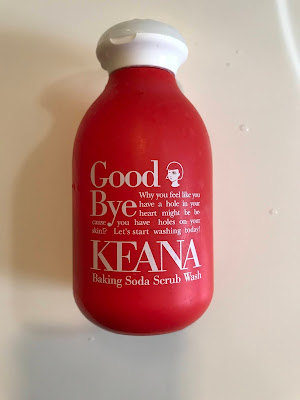 Good
Bye
Why you feel like you
have a hole in your
heart might be be
cause you have holes on your
skin!? Let's start washing today!
KEANA
Baking Soda Scrub Wash